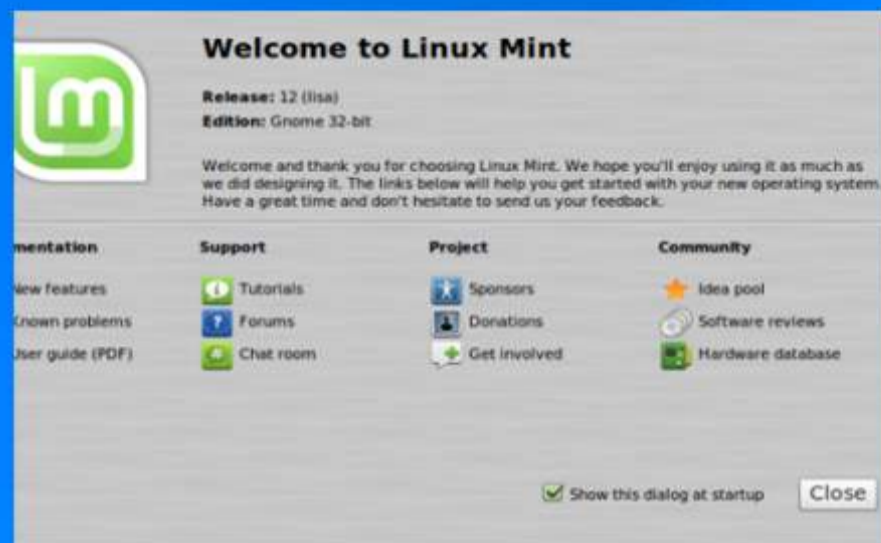 Welcome to Linux Mint
Release: 12 (lisa)
Edition: Gnome 32-bit
Welcome and thank you for choosing Linux Mint. We hope you'll enjoy using it as much as
we did designing it. The links below will help you get started with your new operating system.
Have a great time and don't hesitate to send us your feedback.
mentation Support Project Community
New features Tutorials Sponsors Idea pool
Known problems Forums Donations Software reviews
User guide (PDF) Chat room Get involved Hardware database
Show this dialog at startup Close